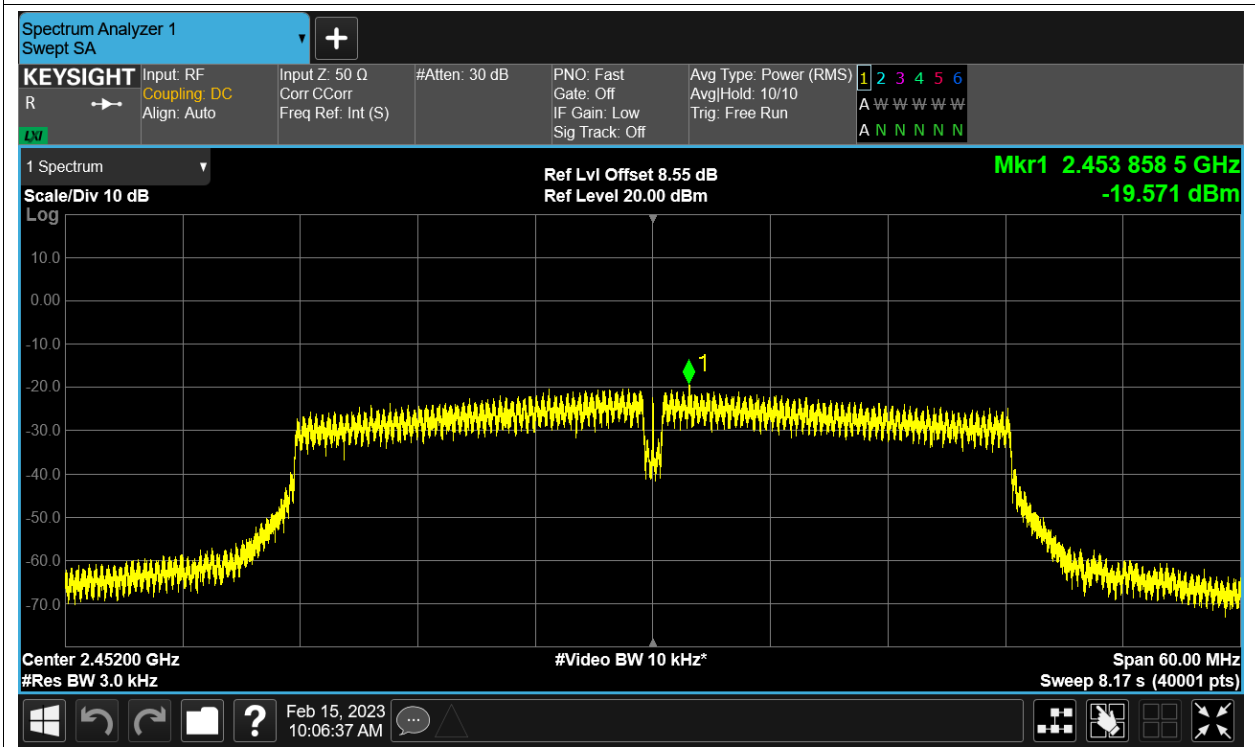 Spectrum Analyzer 1
Swept SA
KEYSIGHT
R
LXI
Input: RF
Coupling: DC
Align: Auto
Input Z: 50 Ω
Corr CCorr
Freq Ref: Int (S)
#Atten: 30 dB
PNO: Fast
Gate: Off
IF Gain: Low
Sig Track: Off
Avg Type: Power (RMS)
Avg|Hold: 10/10
Trig: Free Run
1 2 3 4 5 6
A W W W W W
A N N N N N
1 Spectrum
Scale/Div 10 dB
Log
Ref Lvl Offset 8.55 dB
Ref Level 20.00 dBm
Mkr1 2.453 858 5 GHz
-19.571 dBm
10.0
0.00
-10.0
1
-20.0
-30.0
-40.0
-50.0
-60.0
-70.0
Center 2.45200 GHz
#Res BW 3.0 kHz
#Video BW 10 kHz*
Span 60.00 MHz
Sweep 8.17 s (40001 pts)
?
Feb 15, 2023
10:06:37 AM